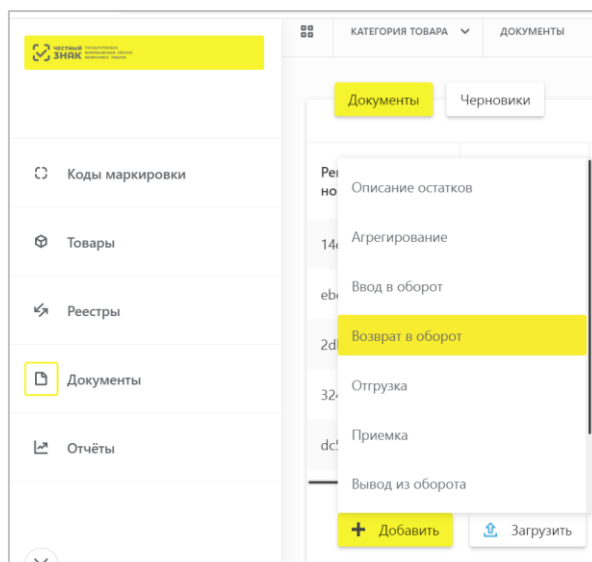 ЧЕСТНЫЙ
ЗНАК
КАТЕГОРИЯ ТОВАРА
ДОКУМЕНТЫ
Документы
Черновики
Коды маркировки
Товары
Реестры
Документы
Отчёты
Описание остатков
Агрегирование
Ввод в оборот
Возврат в оборот
Отгрузка
Приемка
Вывод из оборота
Добавить
Загрузить